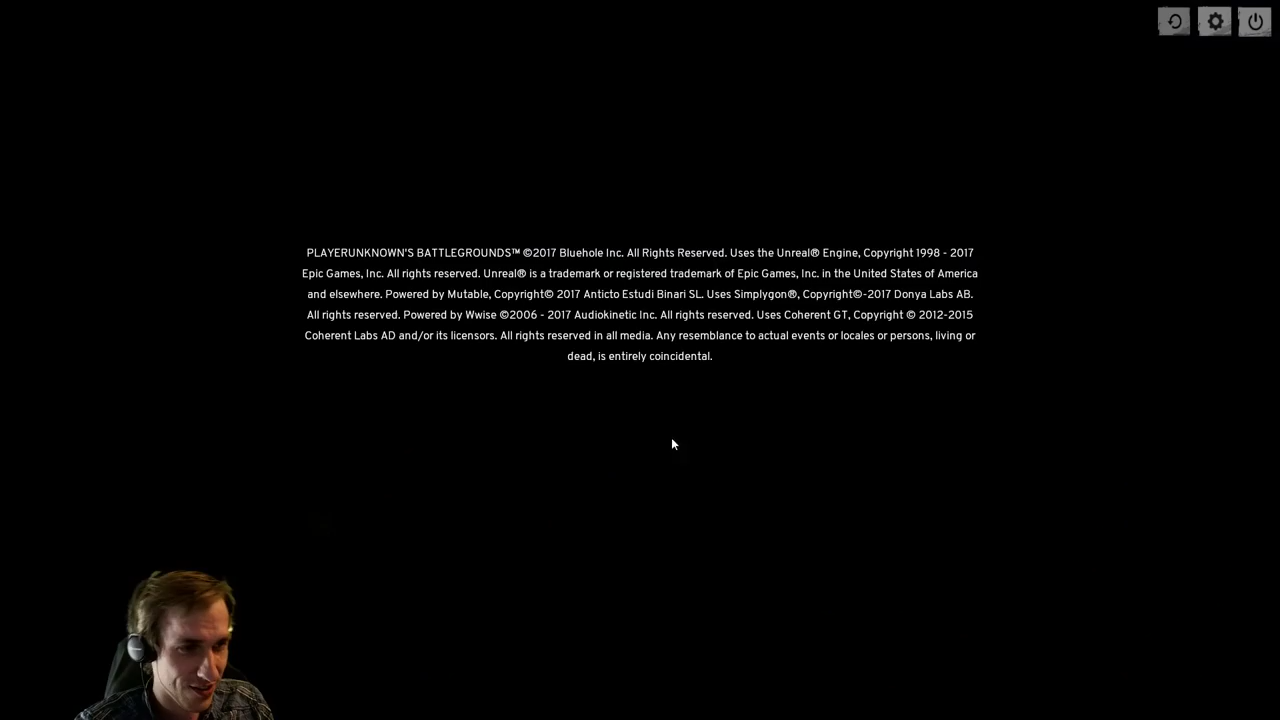 PLAYERUNKNOWN'S BATTLEGROUNDS™ ©2017 Bluehole Inc. All Rights Reserved. Uses the Unreal® Engine, Copyright 1998 - 2017
Epic Games, Inc. All rights reserved. Unreal® is a trademark or registered trademark of Epic Games, Inc. in the United States of America
and elsewhere. Powered by Mutable, Copyright© 2017 Anticto Estudi Binari SL. Uses Simplygon®, Copyright©-2017 Donya Labs AB.
All rights reserved. Powered by Wwise ©2006 - 2017 Audiokinetic Inc. All rights reserved. Uses Coherent GT, Copyright © 2012-2015
Coherent Labs AD and/or its licensors. All rights reserved in all media. Any resemblance to actual events or locales or persons, living or
dead, is entirely coincidental.